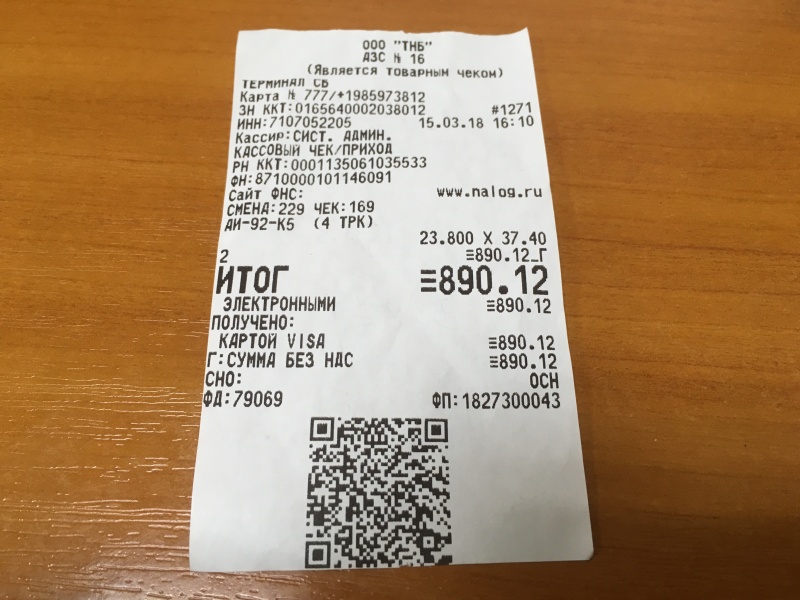 ООО "ТНБ"
АЗС № 16
(Является товарным чеком)
ТЕРМИНАЛ СБ
Карта № 777/+1985973812
ЗН ККТ:0165640002038012 #1271
ИНН:7107052205 15.03.18 16:10
Кассир:СИСТ. АДМИН.
КАССОВЫЙ ЧЕК/ПРИХОД
РН ККТ:0001135061035533
ФН:8710000101146091
Сайт ФНС: www.nalog.ru
СМЕНА:229 ЧЕК:169
АИ-92-К5 (4 ТРК)
23.800 X 37.40
2 ≡890.12_Г
ИТОГ ≡890.12
ЭЛЕКТРОННЫМИ ≡890.12
ПОЛУЧЕНО:
КАРТОЙ VISA ≡890.12
Г:СУММА БЕЗ НДС ≡890.12
СНО: ОСН
ФД:79069 ФП:1827300043